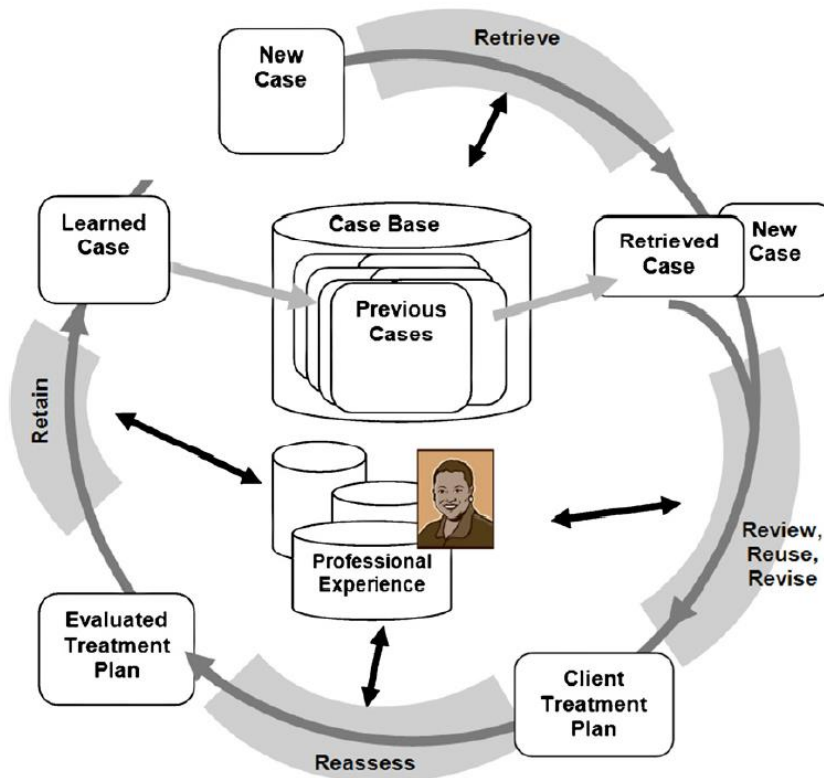 Retrieve
New
Case
Learned
Case
Case Base
Previous
Cases
Retrieved
Case
New
Case
Retain
Professional
Experience
Review,
Reuse,
Revise
Evaluated
Treatment
Plan
Client
Treatment
Plan
Reassess